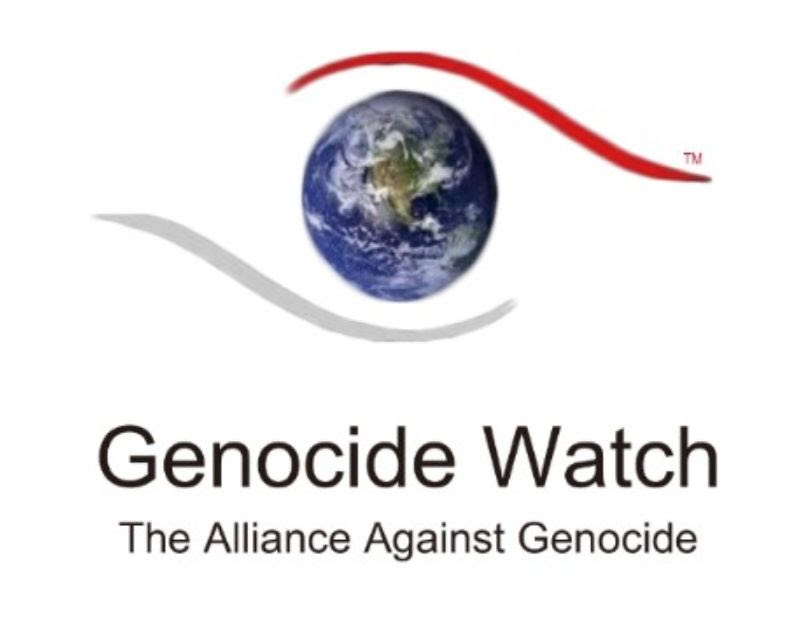 TM
Genocide Watch
The Alliance Against Genocide